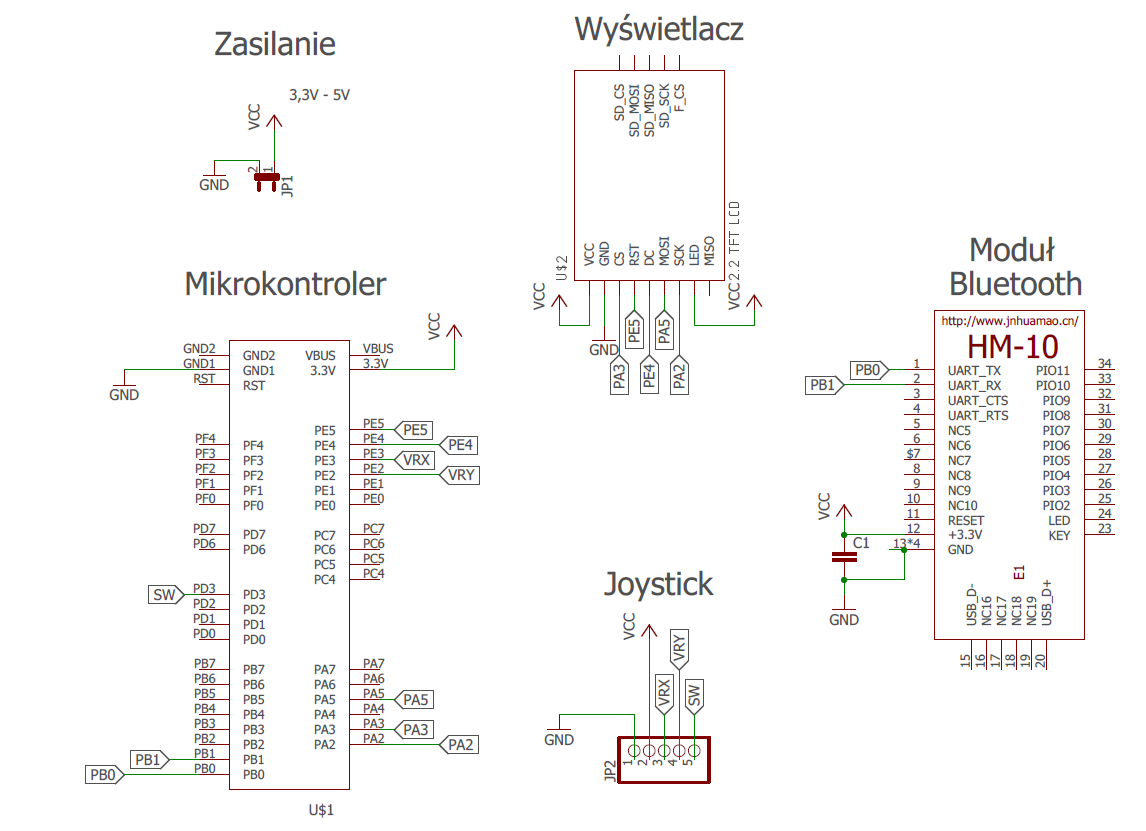 Zasilanie
3,3V - 5V
VCC
GND
2
1
JP1
Wyświetlacz
SD_CS
SD_MOSI
SD_MISO
SD_SCK
F_CS
VCC
GND
CS
RST
DC
MOSI
SCK
LED
MISO
U$2
2.2 TFT LCD
VCC
GND
PA3
PE5
PE4
PA5
PA2
VCC
Mikrokontroler
VCC
GND
GND2
GND1
RST
GND2
GND1
RST
VBUS
3.3V
VBUS
3.3V
PF4
PF3
PF2
PF1
PF0
PF4
PF3
PF2
PF1
PF0
PE5
PE4
PE3
PE2
PE1
PE0
PE5
PE4
PE3
PE2
PE1
PE0
PE5
PE4
VRX
VRY
PD7
PD6
PD7
PD6
PC7
PC6
PC5
PC4
PC7
PC6
PC5
PC4
SW
PD3
PD2
PD1
PD0
PD3
PD2
PD1
PD0
PB7
PB6
PB5
PB4
PB3
PB2
PB1
PB0
PB7
PB6
PB5
PB4
PB3
PB2
PB1
PB0
PA7
PA6
PA5
PA4
PA3
PA2
PA7
PA6
PA5
PA4
PA3
PA2
PA5
PA3
PA2
PB1
PB0
U$1
Joystick
VCC
VRY
VRX
SW
GND
JP2
1
2
3
4
5
Moduł
Bluetooth
http://www.jnhuamao.cn/
HM-10
PB0
PB1
1
2
3
4
5
6
$7
8
9
10
11
12
13*4
UART_TX
UART_RX
UART_CTS
UART_RTS
NC5
NC6
NC7
NC8
NC9
NC10
RESET
+3.3V
GND
PIO11
PIO10
PIO9
PIO8
PIO7
PIO6
PIO5
PIO4
PIO3
PIO2
LED
KEY
34
33
32
31
30
29
28
27
26
25
24
23
VCC
C1
GND
E1
USB_D-
NC16
NC17
NC18
NC19
USB_D+
15
16
17
18
19
20